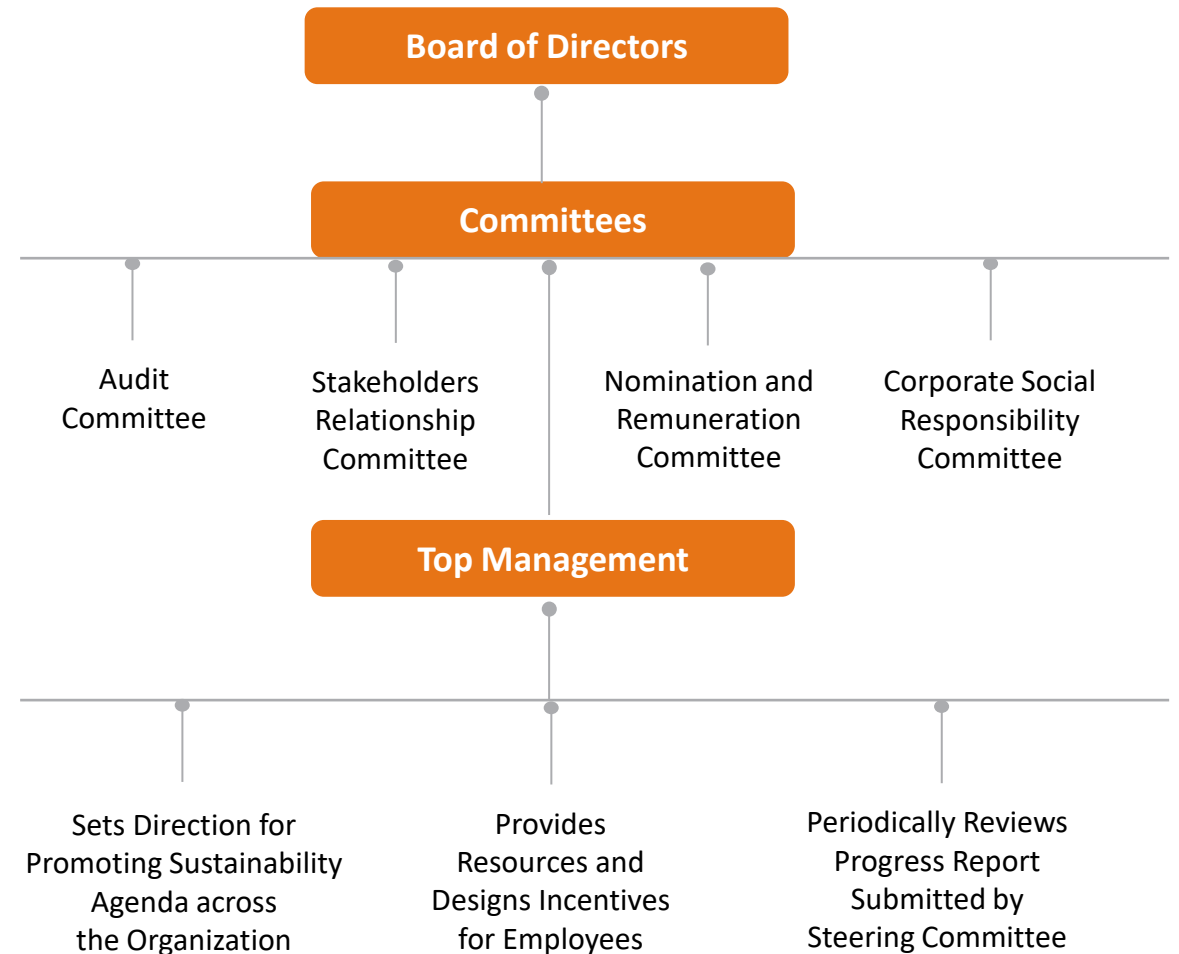 Board of Directors
Committees
Audit
Committee
Stakeholders
Relationship
Committee
Nomination and
Remuneration
Committee
Corporate Social
Responsibility
Committee
Top Management
Sets Direction for
Promoting Sustainability
Agenda across
the Organization
Provides
Resources and
Designs Incentives
for Employees
Periodically Reviews
Progress Report
Submitted by
Steering Committee